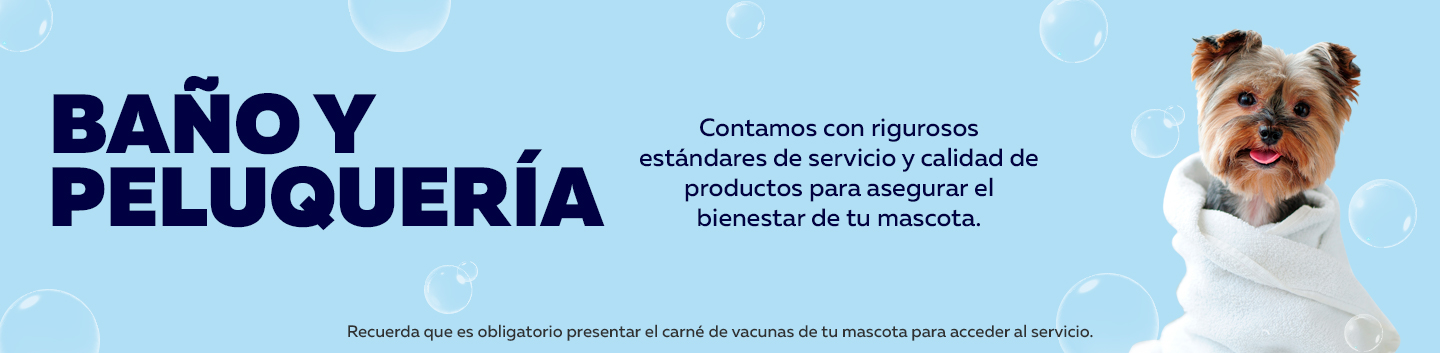 BAÑO Y
PELUQUERÍA
Contamos con rigurosos
estándares de servicio y calidad de
productos para asegurar el
bienestar de tu mascota.
Recuerda que es obligatorio presentar el carné de vacunas de tu mascota para acceder al servicio.